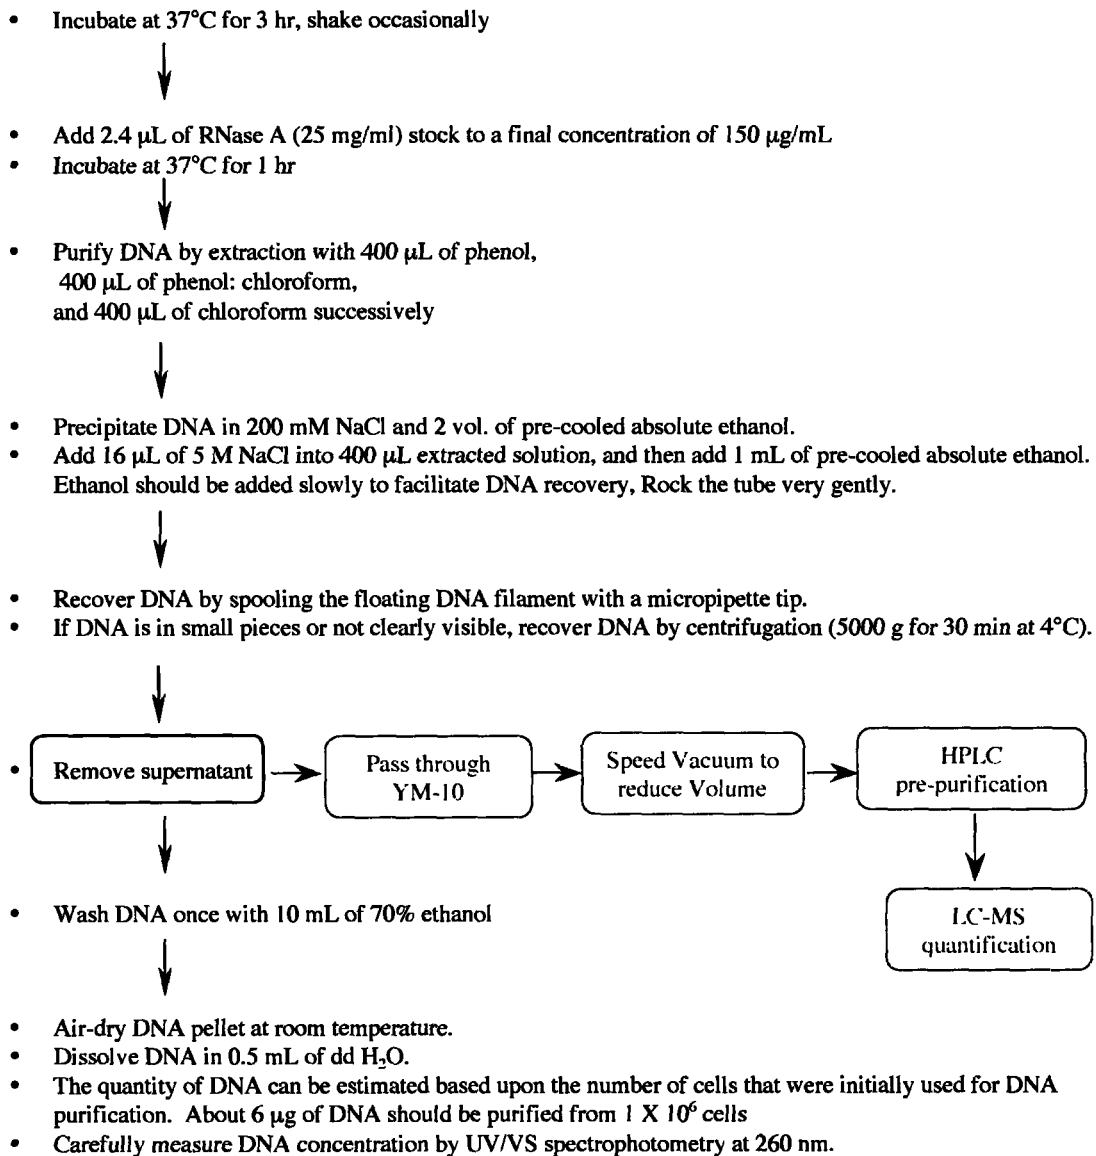 • Incubate at 37°C for 3 hr, shake occasionally
• Add 2.4 µL of RNase A (25 mg/ml) stock to a final concentration of 150 µg/mL
• Incubate at 37°C for 1 hr
• Purify DNA by extraction with 400 µL of phenol,
400 µL of phenol: chloroform,
and 400 µL of chloroform successively
• Precipitate DNA in 200 mM NaCl and 2 vol. of pre-cooled absolute ethanol.
• Add 16 µL of 5 M NaCl into 400 µL extracted solution, and then add 1 mL of pre-cooled absolute ethanol.
Ethanol should be added slowly to facilitate DNA recovery, Rock the tube very gently.
• Recover DNA by spooling the floating DNA filament with a micropipette tip.
• If DNA is in small pieces or not clearly visible, recover DNA by centrifugation (5000 g for 30 min at 4°C).
• Remove supernatant
Pass through
YM-10
Speed Vacuum to
reduce Volume
HPLC
pre-purification
LC-MS
quantification
• Wash DNA once with 10 mL of 70% ethanol
• Air-dry DNA pellet at room temperature.
• Dissolve DNA in 0.5 mL of dd H₂O.
• The quantity of DNA can be estimated based upon the number of cells that were initially used for DNA
purification. About 6 µg of DNA should be purified from 1 X 10⁶ cells
• Carefully measure DNA concentration by UV/VS spectrophotometry at 260 nm.